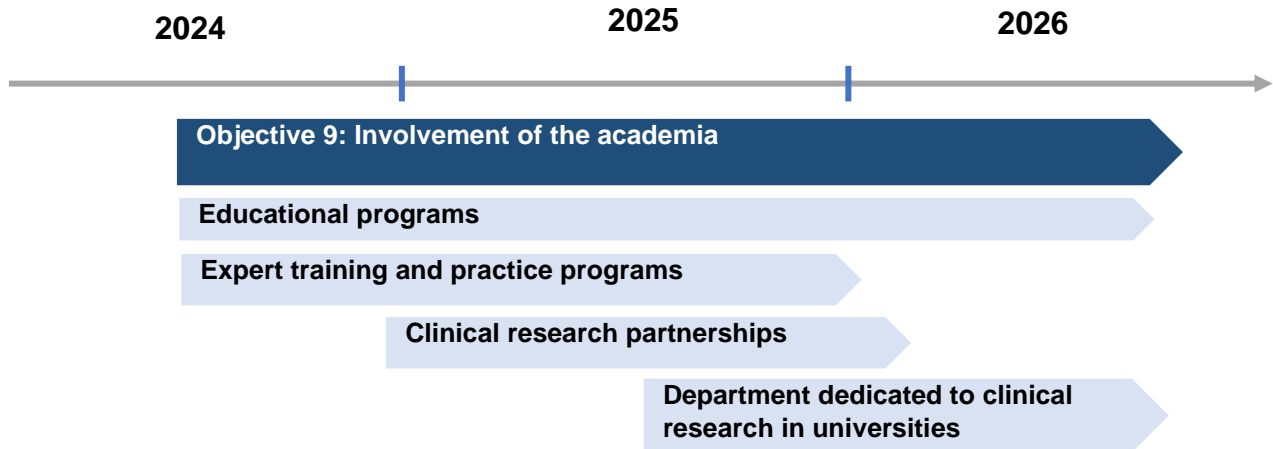 2024
2025
2026
Objective 9: Involvement of the academia
Educational programs
Expert training and practice programs
Clinical research partnerships
Department dedicated to clinical
research in universities